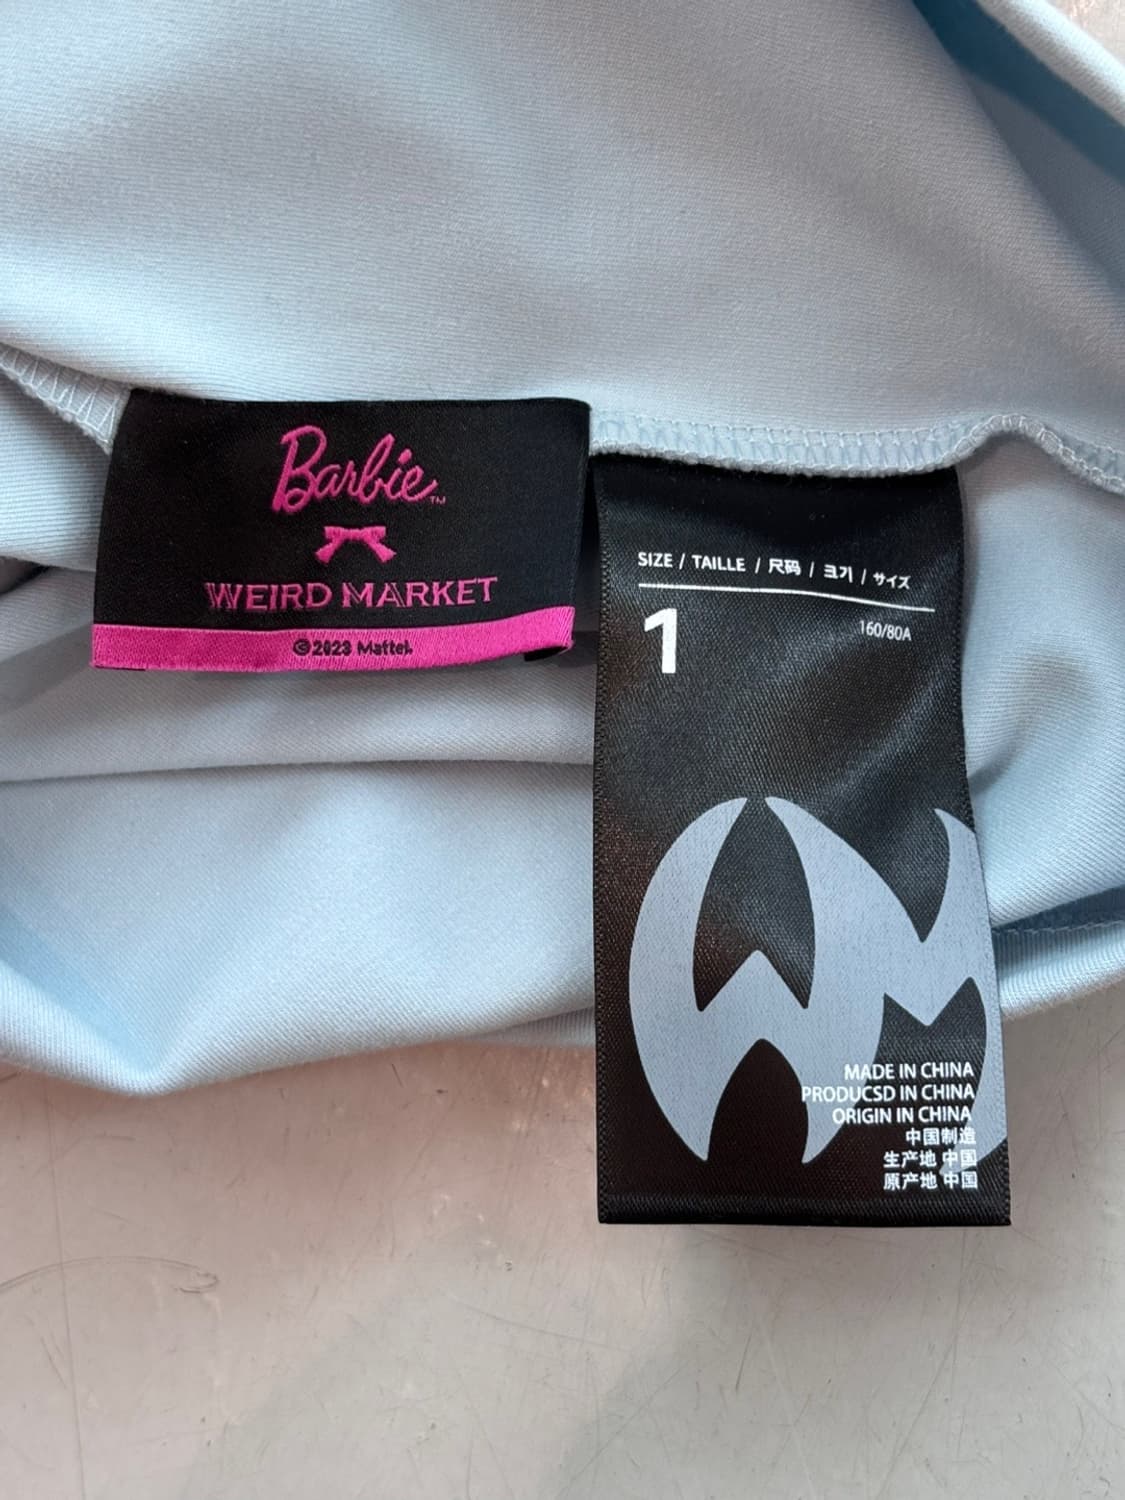 Barbie™
WEIRD MARKET
©2023 Mattel.
SIZE / TAILLE / 尺码 / 크기 / サイズ
1
160/80A
MADE IN CHINA
PRODUCSD IN CHINA
ORIGIN IN CHINA
中国制造
生产地 中国
原产地 中国